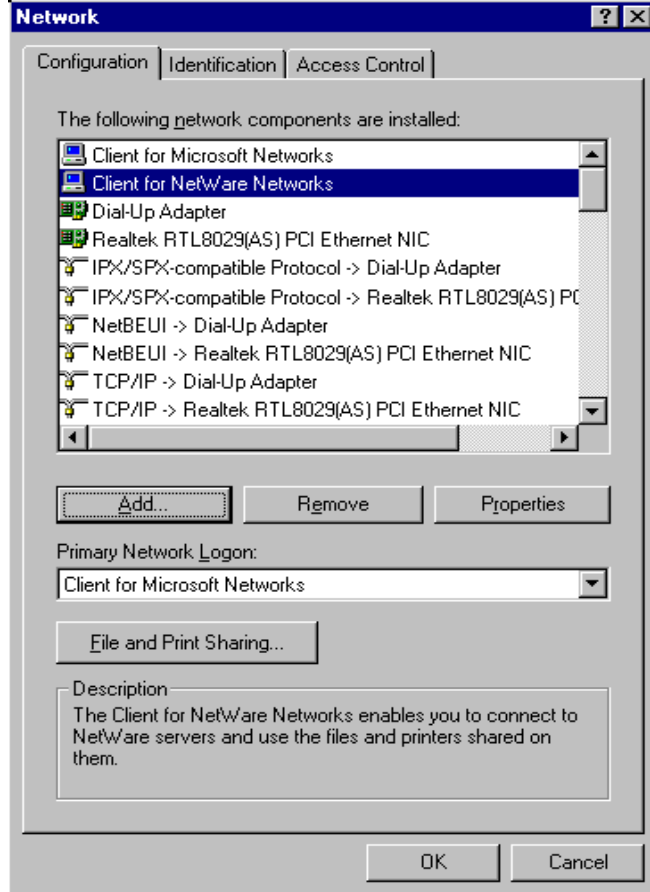 Network
Configuration Identification Access Control
The following network components are installed:
Client for Microsoft Networks
Client for NetWare Networks
Dial-Up Adapter
Realtek RTL8029(AS) PCI Ethernet NIC
IPX/SPX-compatible Protocol -> Dial-Up Adapter
IPX/SPX-compatible Protocol -> Realtek RTL8029(AS) PC
NetBEUI -> Dial-Up Adapter
NetBEUI -> Realtek RTL8029(AS) PCI Ethernet NIC
TCP/IP -> Dial-Up Adapter
TCP/IP -> Realtek RTL8029(AS) PCI Ethernet NIC
Add... Remove Properties
Primary Network Logon:
Client for Microsoft Networks
File and Print Sharing...
Description
The Client for NetWare Networks enables you to connect to
NetWare servers and use the files and printers shared on
them.
OK Cancel